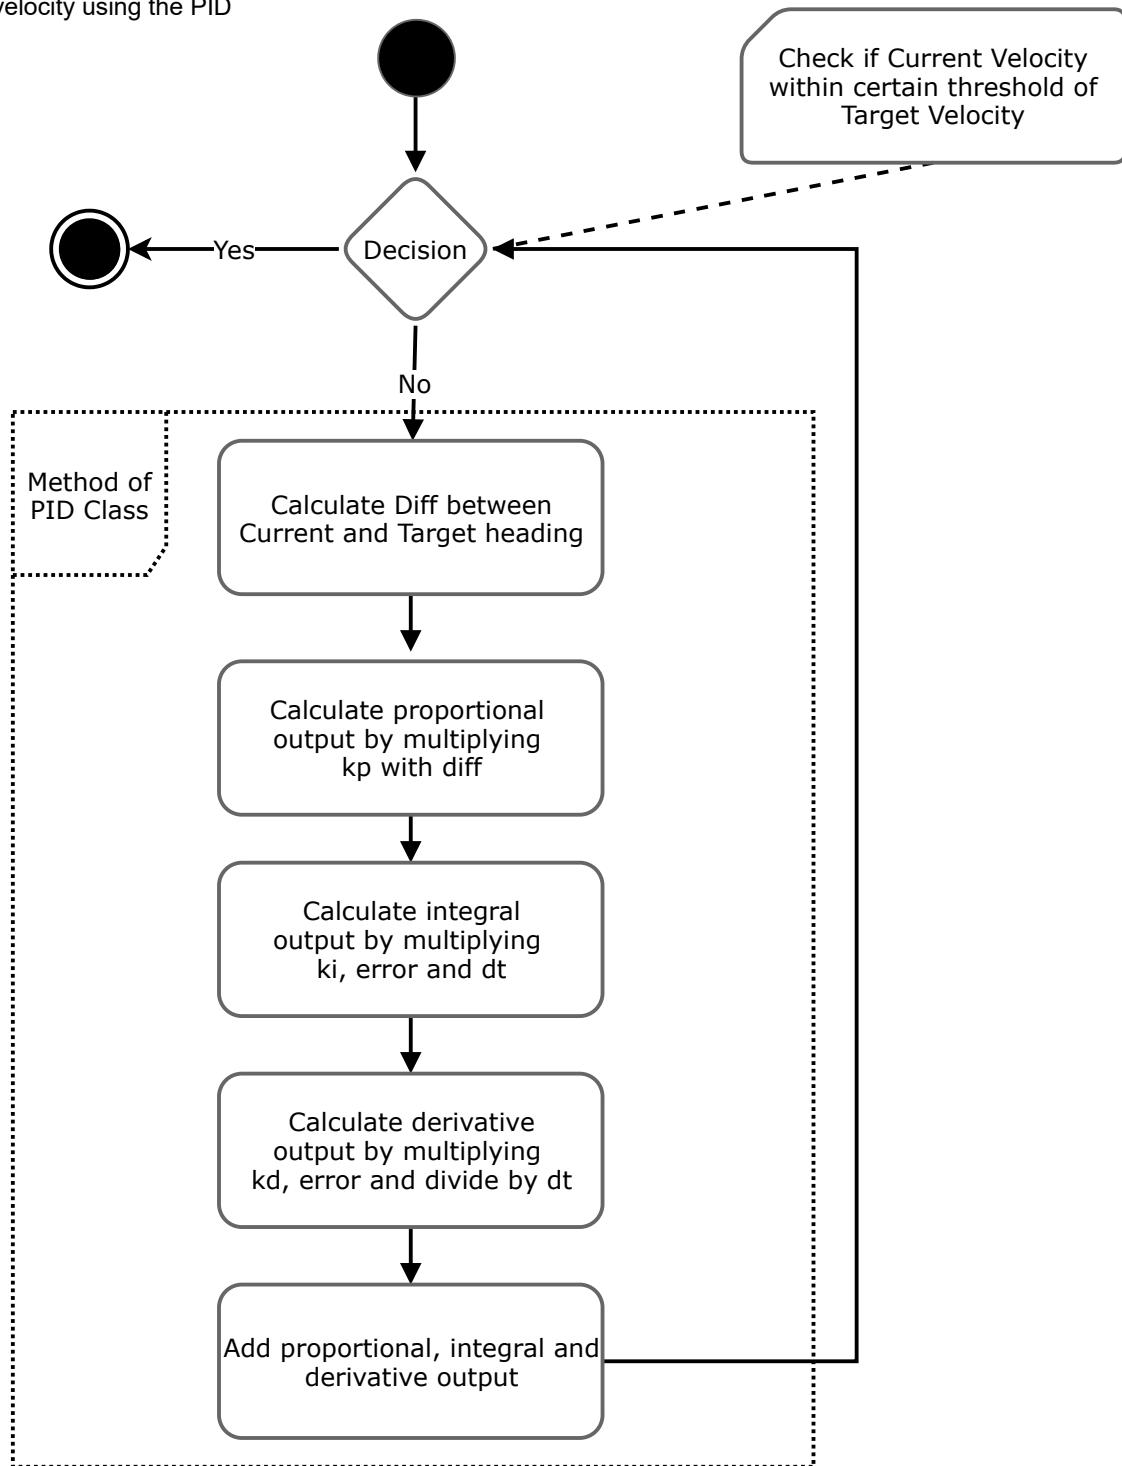 velocity using the PID
Check if Current Velocity
within certain threshold of
Target Velocity
Yes
Decision
No
Method of
PID Class
Calculate Diff between
Current and Target heading
Calculate proportional
output by multiplying
kp with diff
Calculate integral
output by multiplying
ki, error and dt
Calculate derivative
output by multiplying
kd, error and divide by dt
Add proportional, integral and
derivative output